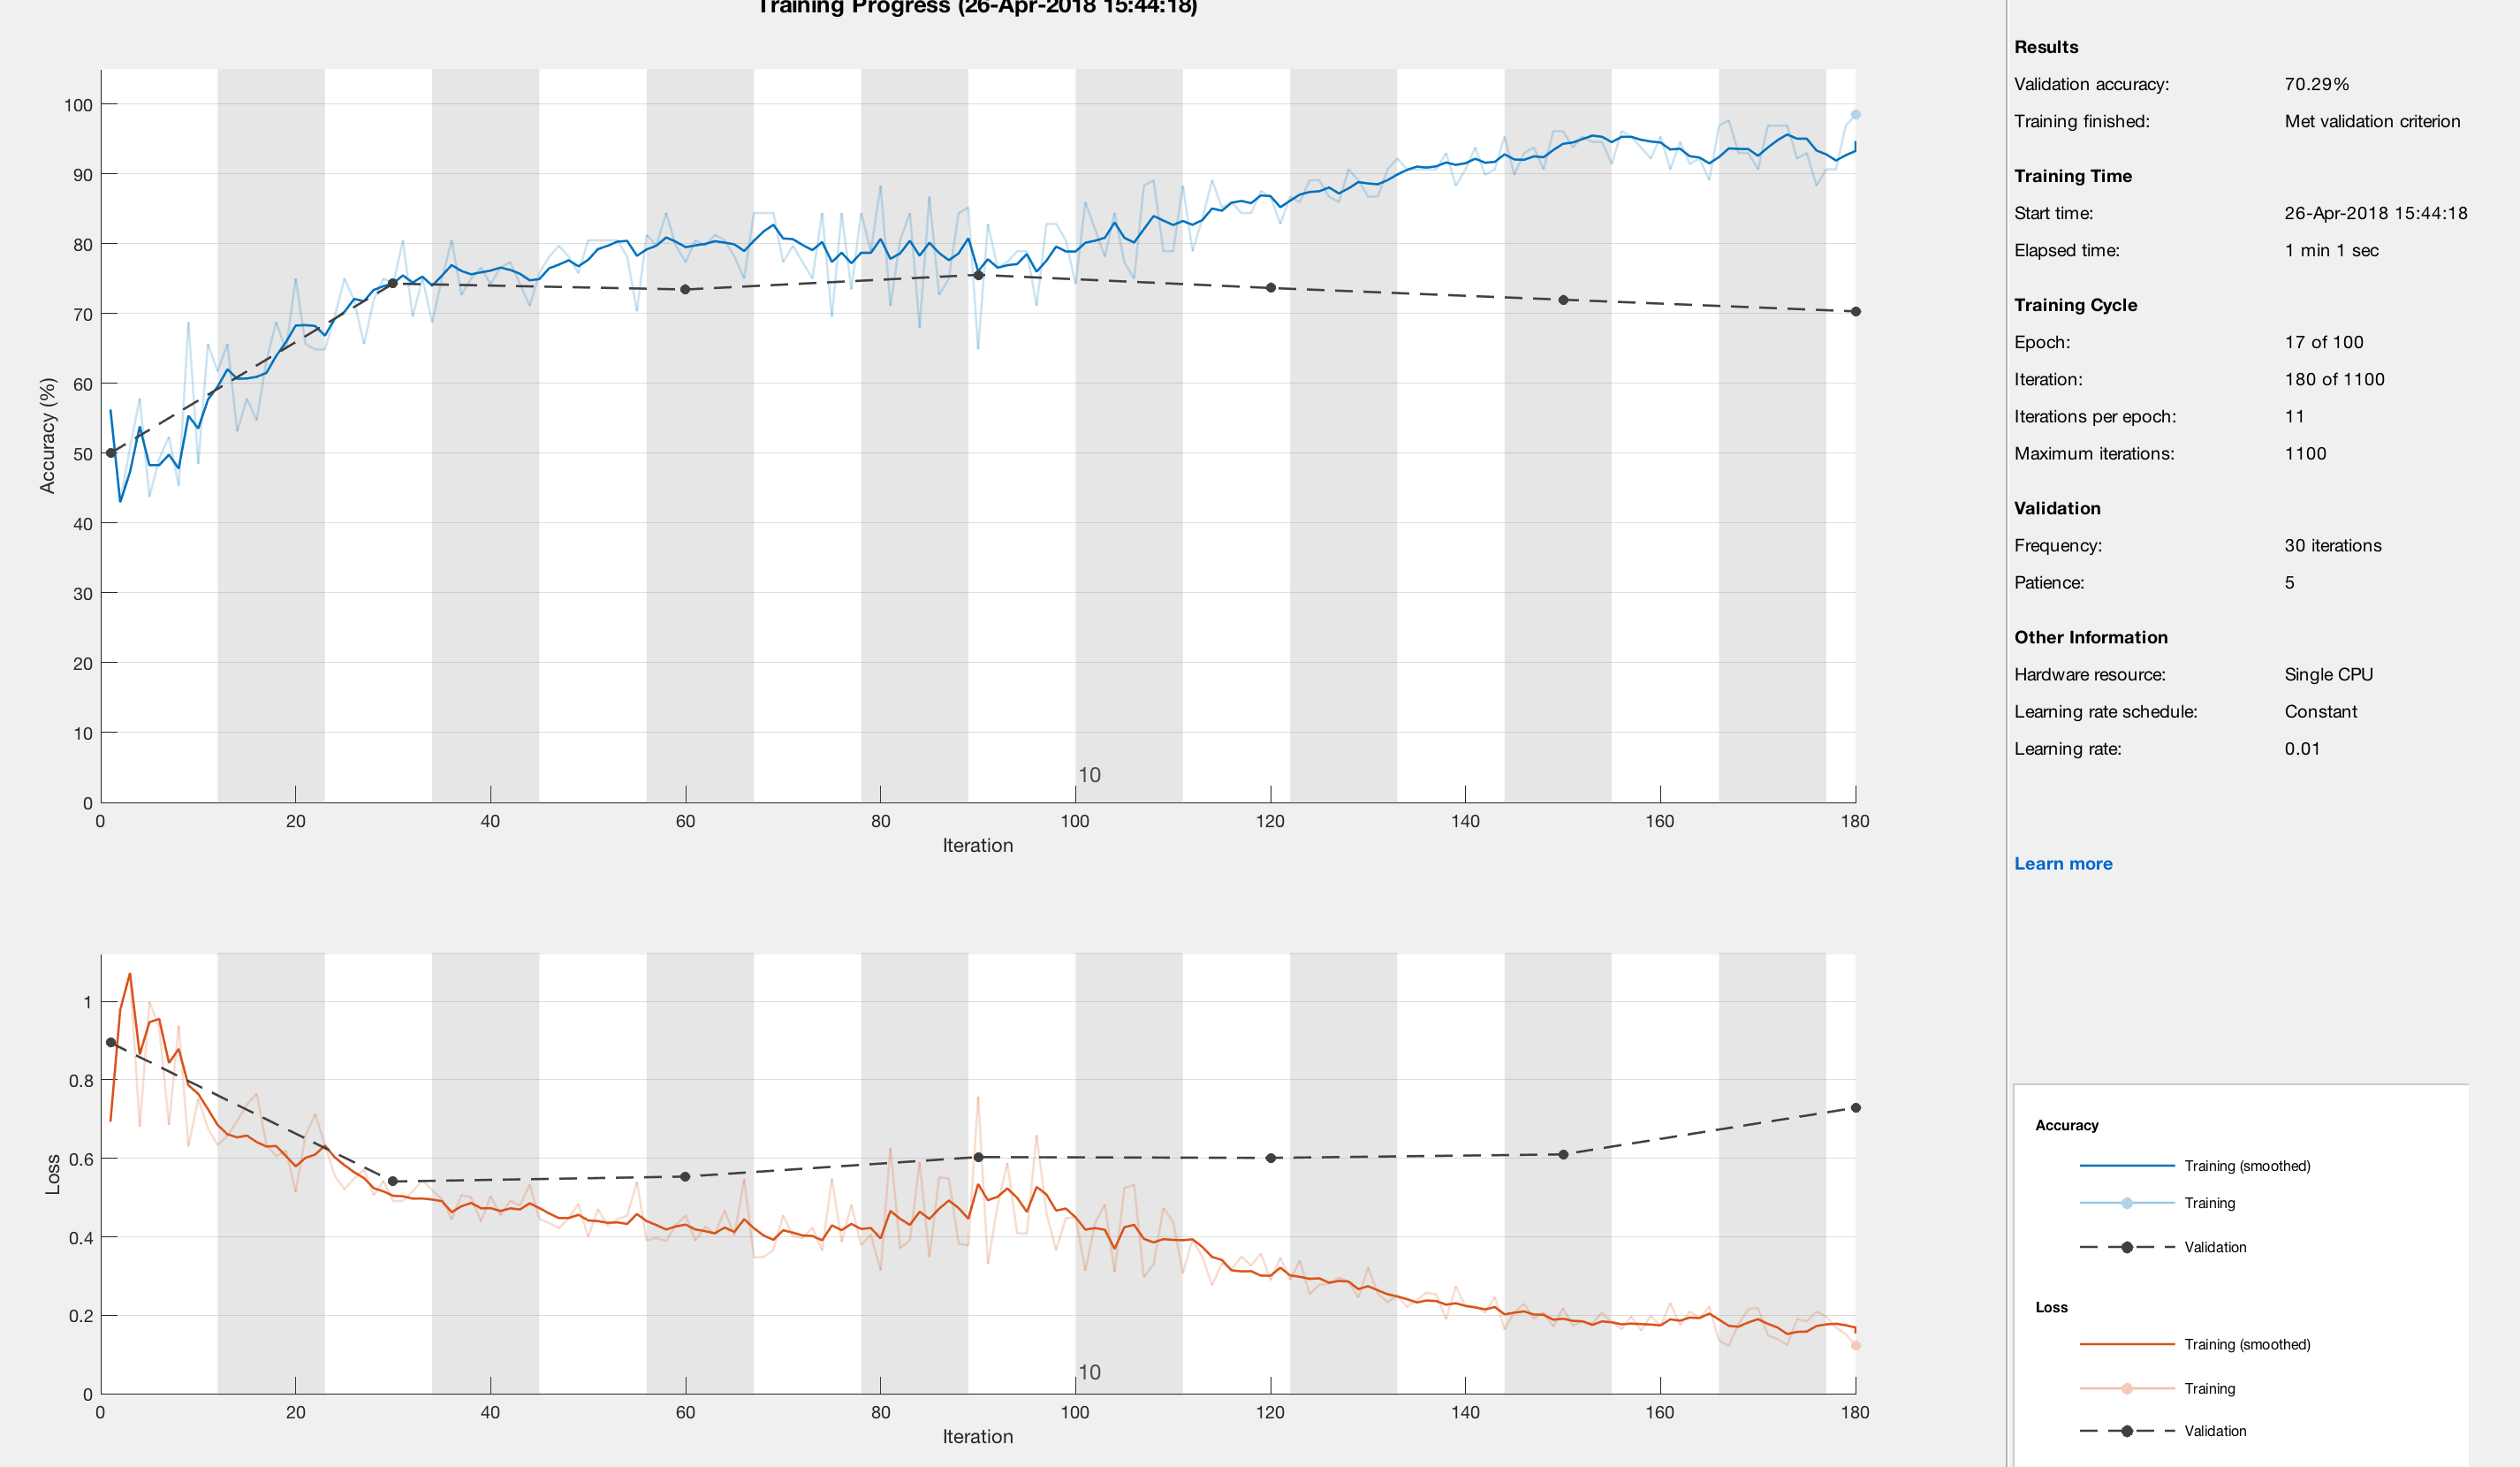 Training Progress (26-Apr-2018 15:44:18)
Accuracy (%)
100
90
80
70
60
50
40
30
20
10
0
10
0 20 40 60 80 100 120 140 160 180
Iteration
Loss
1
0.8
0.6
0.4
0.2
0
10
0 20 40 60 80 100 120 140 160 180
Iteration
Results
Validation accuracy: 70.29%
Training finished: Met validation criterion
Training Time
Start time: 26-Apr-2018 15:44:18
Elapsed time: 1 min 1 sec
Training Cycle
Epoch: 17 of 100
Iteration: 180 of 1100
Iterations per epoch: 11
Maximum iterations: 1100
Validation
Frequency: 30 iterations
Patience: 5
Other Information
Hardware resource: Single CPU
Learning rate schedule: Constant
Learning rate: 0.01
Learn more
Accuracy
Training (smoothed)
Training
Validation
Loss
Training (smoothed)
Training
Validation